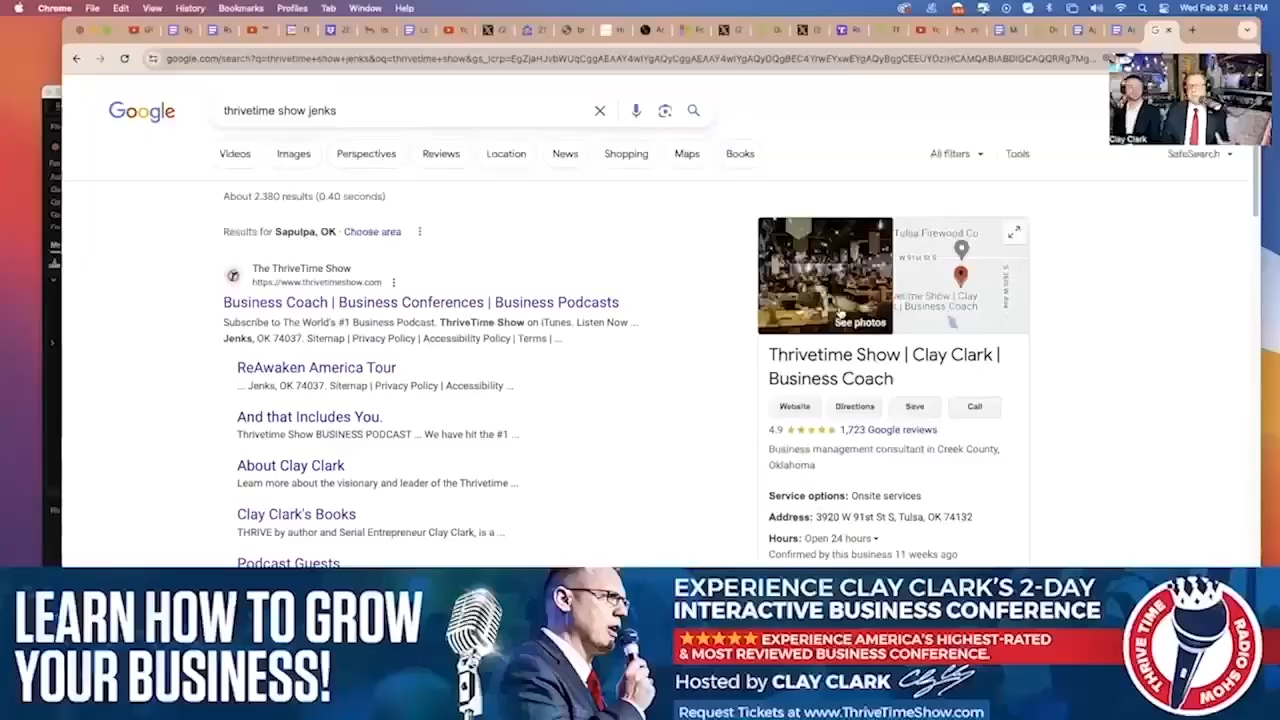 Chrome File Edit View History Bookmarks Profiles Tab Window Help
Wed Feb 28 4:14 PM
Clay Clark
Google
thrivetime show jenks
Videos Images Perspectives Reviews Location News Shopping Maps Books
All filters Tools SafeSearch
About 2,380 results (0.40 seconds)
Results for Sapulpa, OK · Choose area
The ThriveTime Show
https://www.thrivetimeshow.com
Business Coach | Business Conferences | Business Podcasts
Subscribe to The World's #1 Business Podcast. ThriveTime Show on iTunes. Listen Now ...
Jenks, OK 74037. Sitemap | Privacy Policy | Accessibility Policy | Terms | ...
ReAwaken America Tour
... Jenks, OK 74037. Sitemap | Privacy Policy | Accessibility ...
And that Includes You.
Thrivetime Show BUSINESS PODCAST ... We have hit the #1 ...
About Clay Clark
Learn more about the visionary and leader of the Thrivetime ...
Clay Clark's Books
THRIVE by author and Serial Entrepreneur Clay Clark, is a ...
Podcast Guests
See photos
Tulsa Firewood Co
W 91st St S
Show | Clay
| Business Coach
Thrivetime Show | Clay Clark |
Business Coach
Website Directions Save Call
4.9 ★★★★★ 1,723 Google reviews
Business management consultant in Creek County,
Oklahoma
Service options: Onsite services
Address: 3920 W 91st St S, Tulsa, OK 74132
Hours: Open 24 hours
Confirmed by this business 11 weeks ago
LEARN HOW TO GROW
YOUR BUSINESS!
EXPERIENCE CLAY CLARK'S 2-DAY
INTERACTIVE BUSINESS CONFERENCE
★★★★★ EXPERIENCE AMERICA'S HIGHEST-RATED
& MOST REVIEWED BUSINESS CONFERENCE.
Hosted by CLAY CLARK
Request Tickets at www.ThriveTimeShow.com
THRIVE TIME
RADIO SHOW